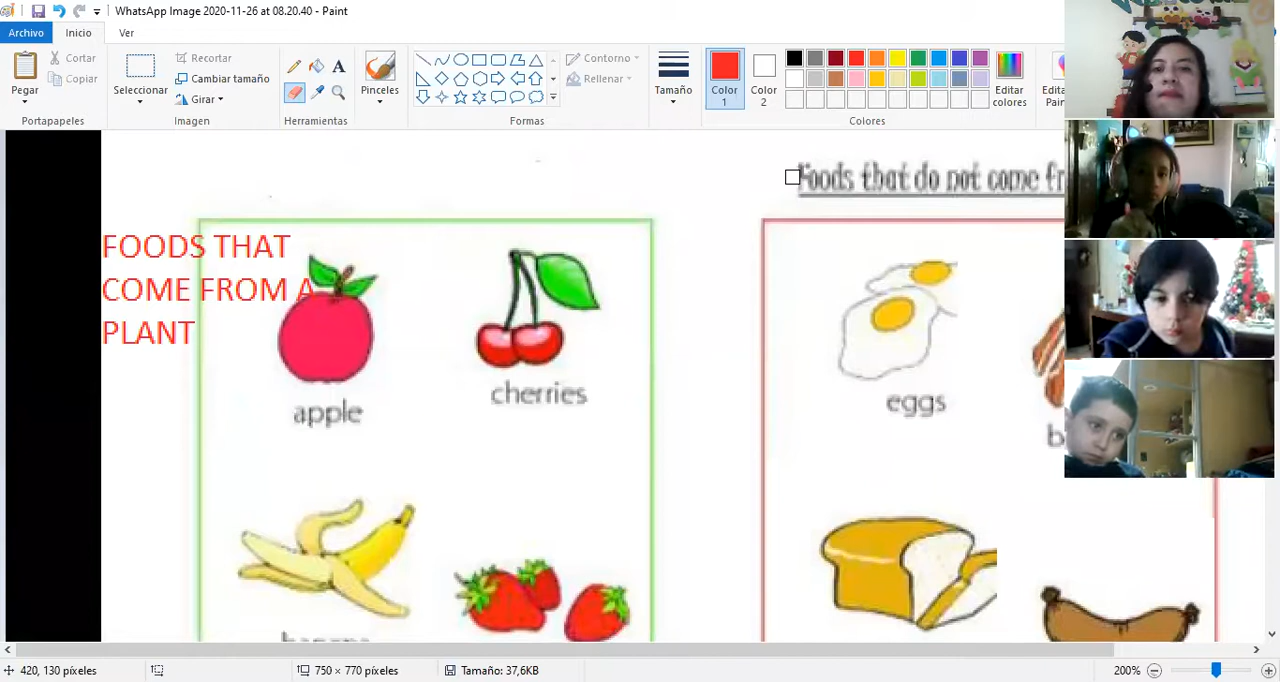 WhatsApp Image 2020-11-26 at 08.20.40 - Paint
Archivo Inicio Ver
Pegar
Cortar
Copiar
Portapapeles
Seleccionar
Recortar
Cambiar tamaño
Girar
Imagen
A
Herramientas
Pinceles
Contorno
Rellenar
Formas
Tamaño
Color
1
Color
2
Editar
colores
Colores
Foods that do not come
FOODS THAT
COME FROM A
PLANT
apple
cherries
eggs
420, 130 píxeles
750 × 770 píxeles
Tamaño: 37,6KB
200%